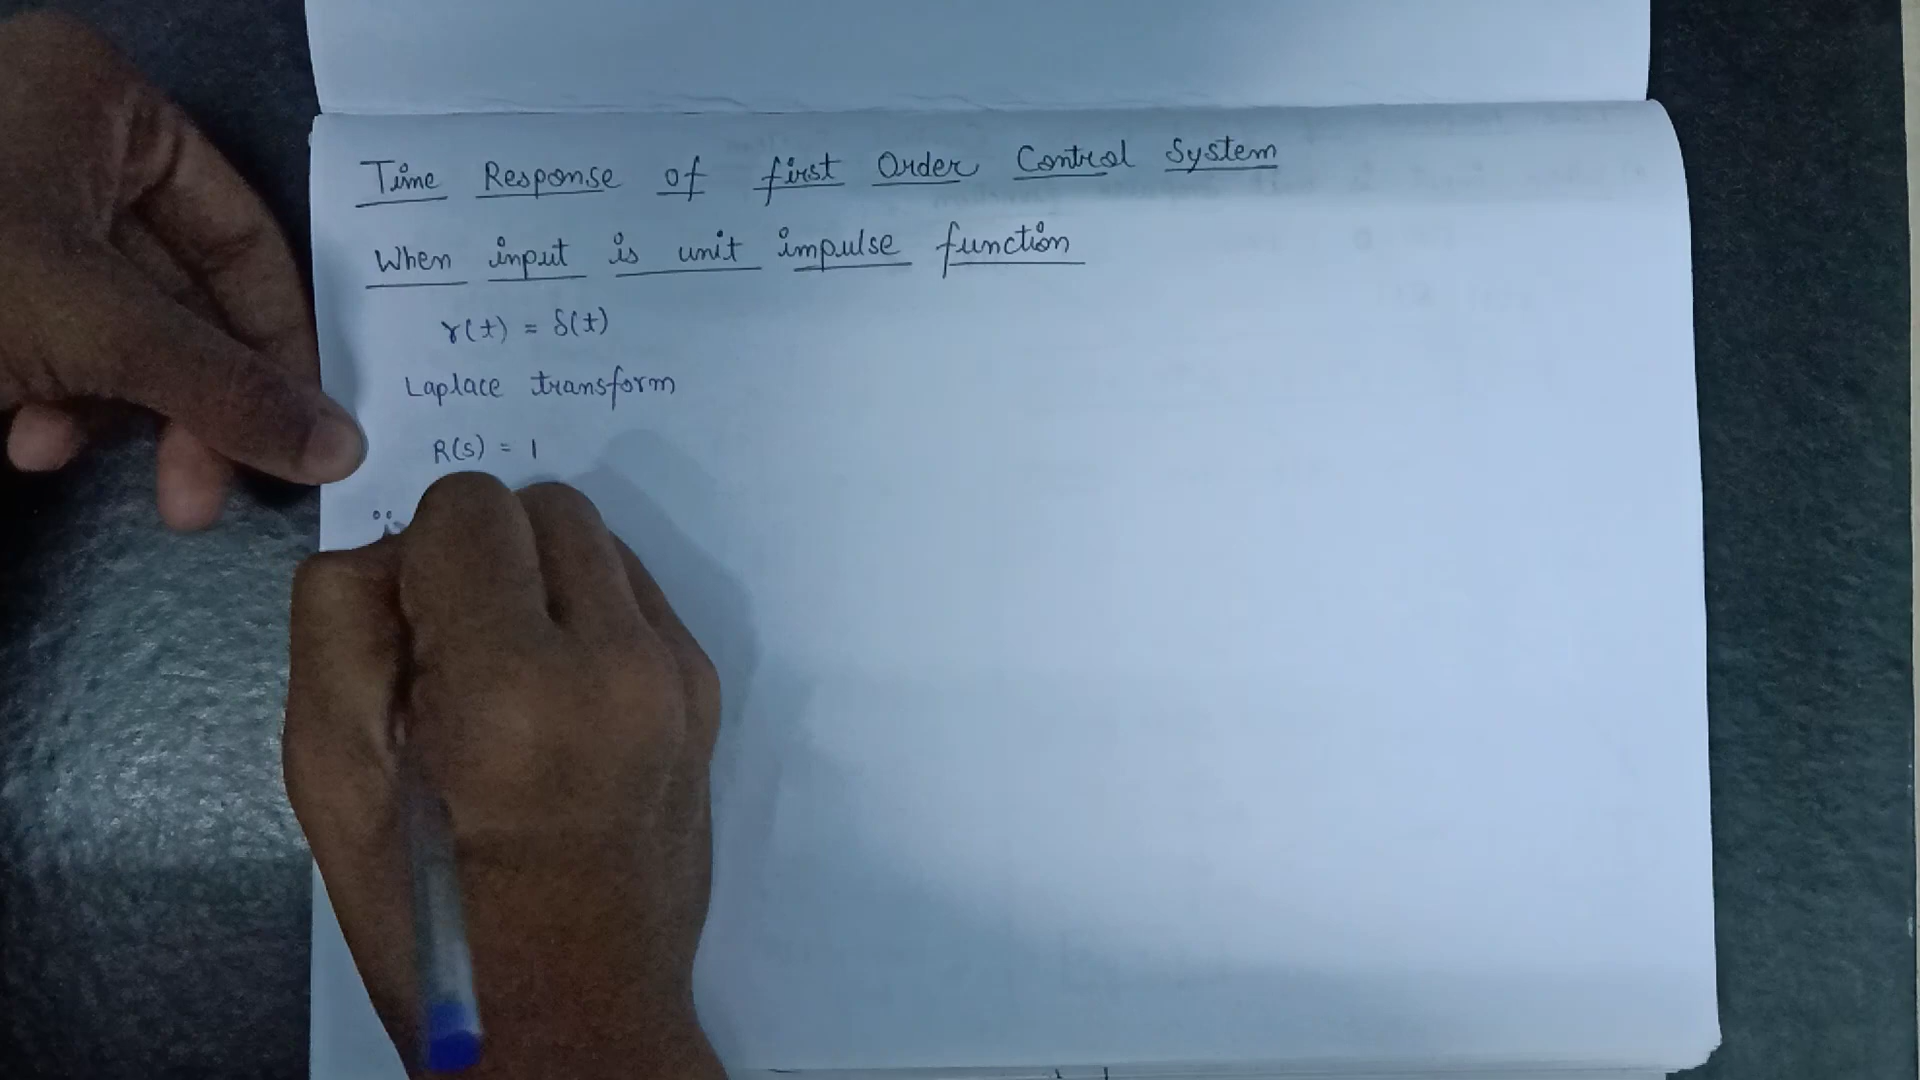 Time Response of first Order Control System
When input is unit impulse function
r(t) = δ(t)
Laplace transform
R(s) = 1